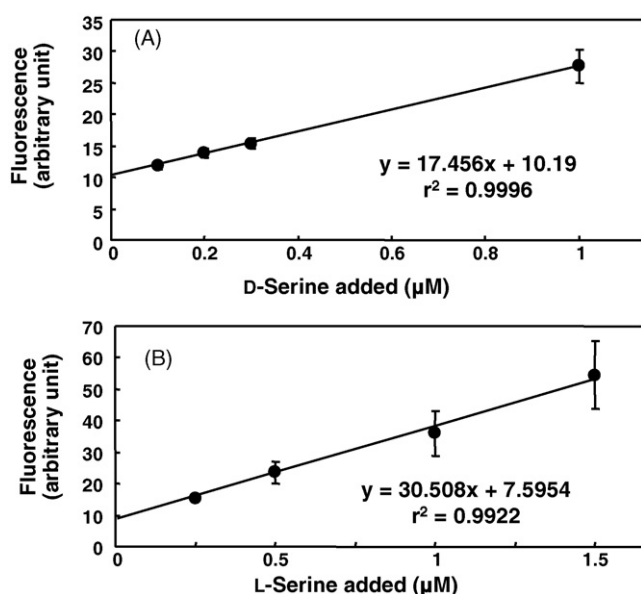 (A)
Fluorescence
(arbitrary unit)
35
30
25
20
15
10
5
0
y = 17.456x + 10.19
r² = 0.9996
0 0.2 0.4 0.6 0.8 1
D-Serine added (µM)
(B)
Fluorescence
(arbitrary unit)
70
60
50
40
30
20
10
0
y = 30.508x + 7.5954
r² = 0.9922
0 0.5 1 1.5
L-Serine added (µM)